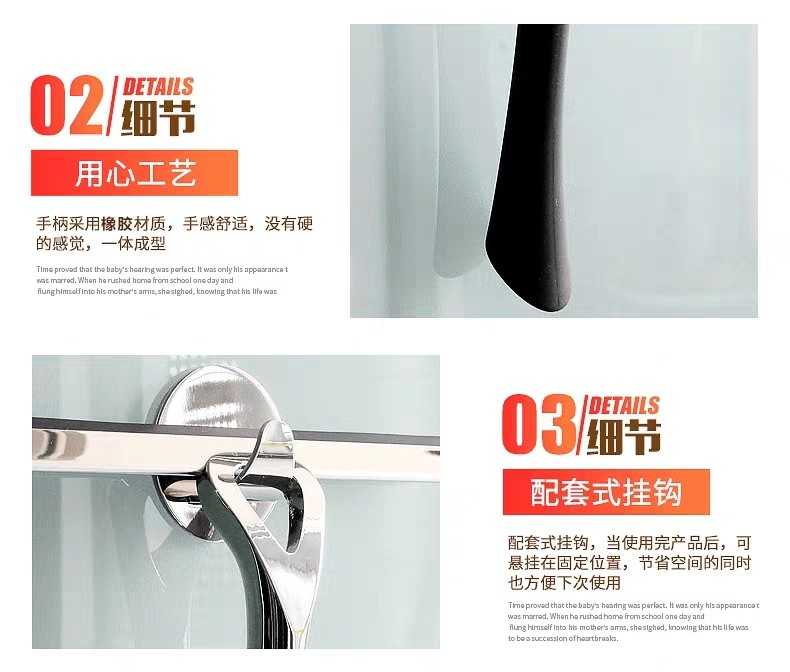 02
DETAILS
细节
用心工艺
手柄采用橡胶材质，手感舒适，没有硬
的感觉，一体成型
Time proved that the baby's hearing was perfect. It was only his appearance t
was marred. When he rushed home from school one day and
flung himself into his mother's arms, she sighed, knowing that his life was
03
DETAILS
细节
配套式挂钩
配套式挂钩，当使用完产品后，可
悬挂在固定位置，节省空间的同时
也方便下次使用
Time proved that the baby's hearing was perfect. It was only his appearance t
was marred. When he rushed home from school one day and
flung himself into his mother's arms, she sighed, knowing that his life was
to be a succession of heartbreaks.